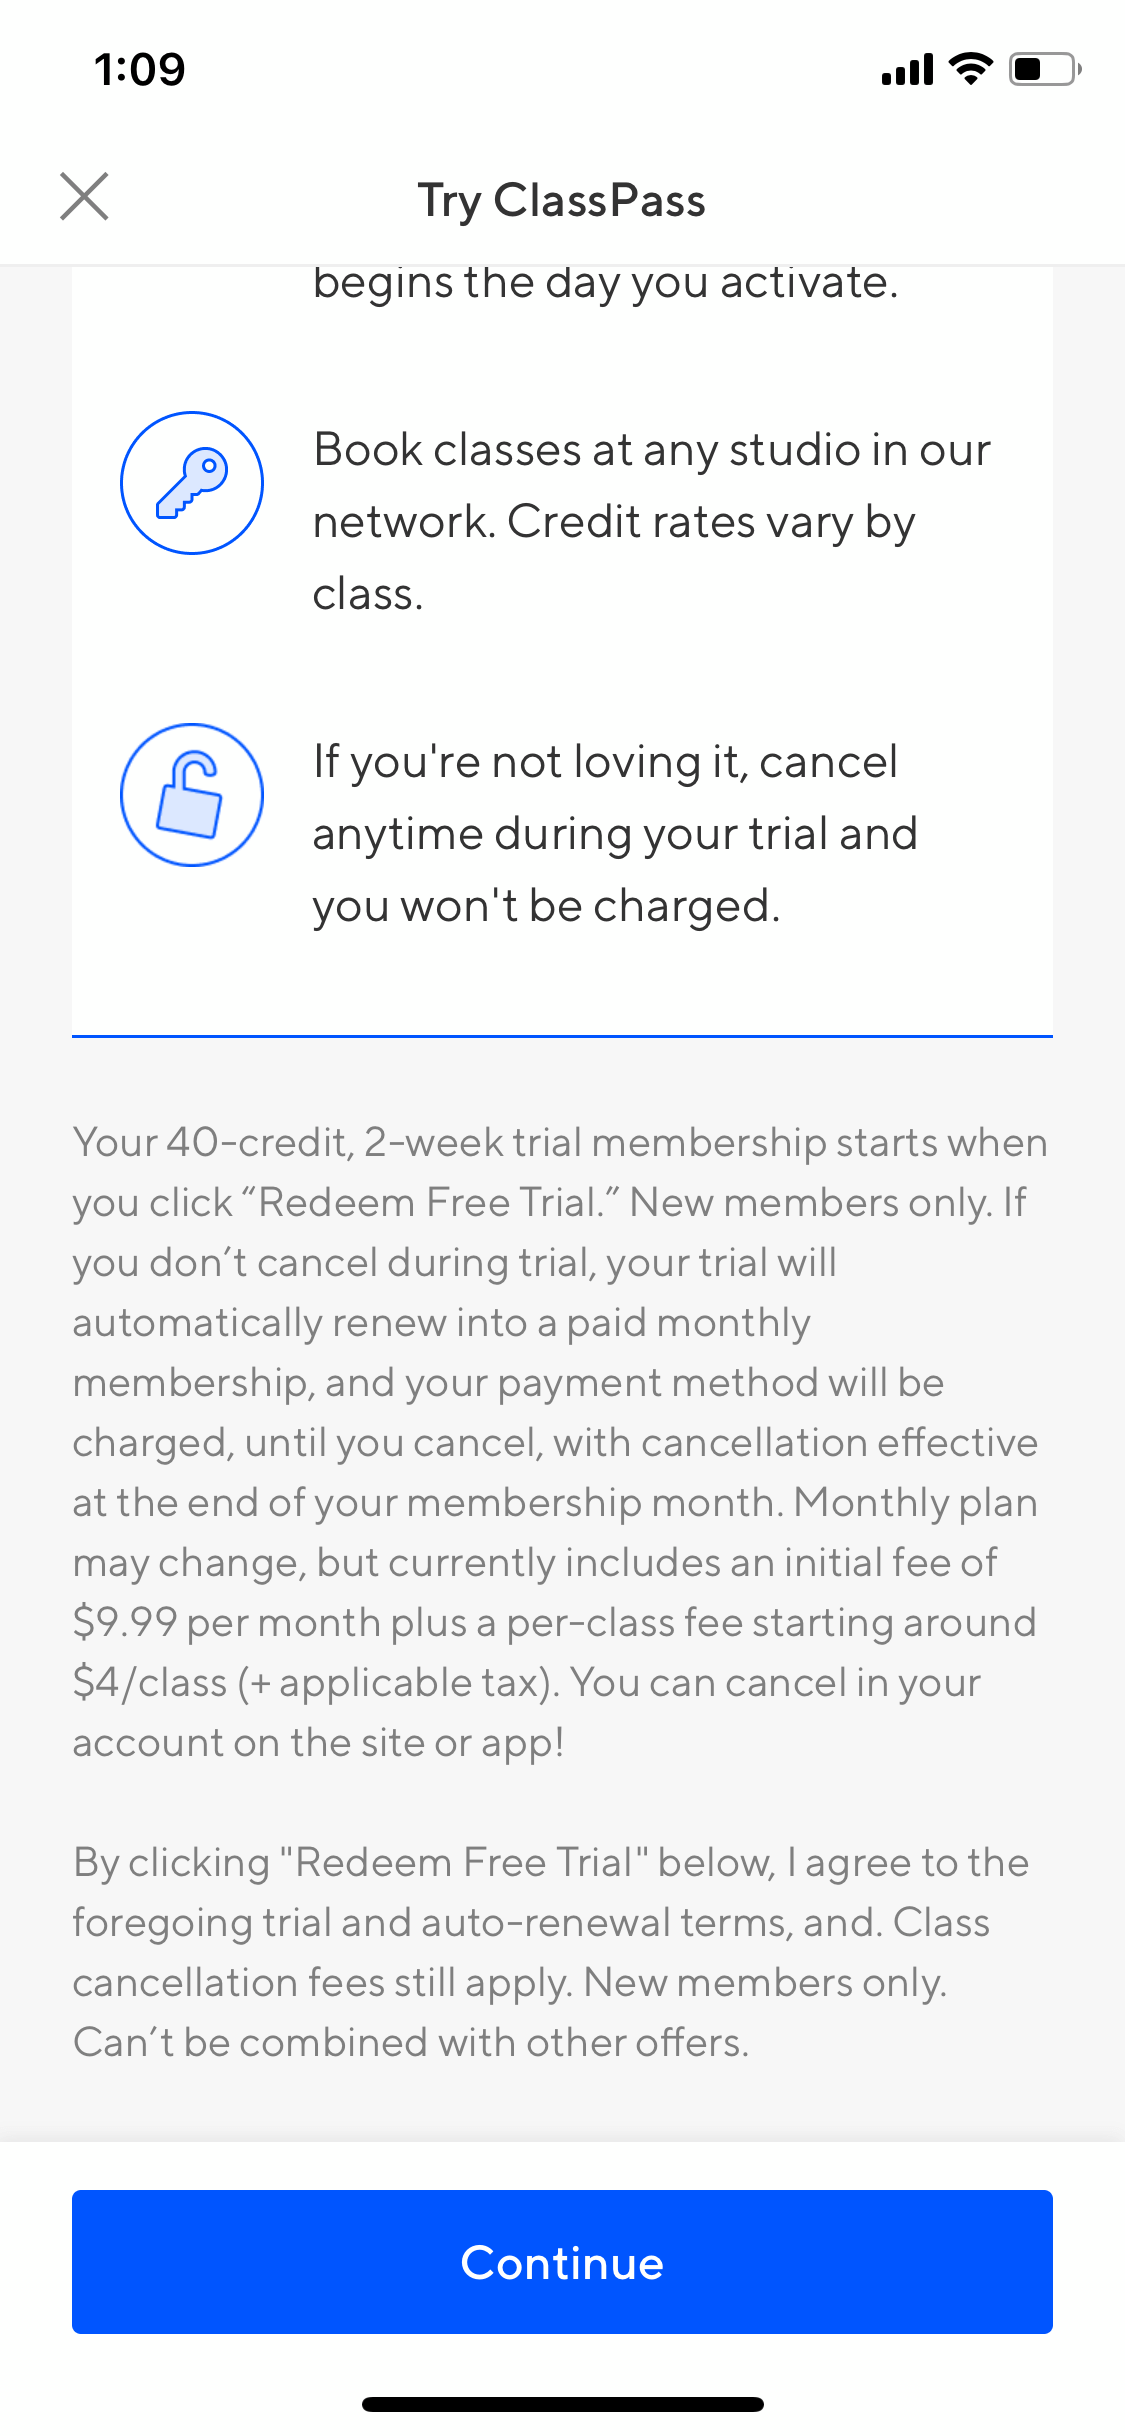 1:09
Try ClassPass
begins the day you activate.
Book classes at any studio in our
network. Credit rates vary by
class.
If you're not loving it, cancel
anytime during your trial and
you won't be charged.
Your 40-credit, 2-week trial membership starts when
you click “Redeem Free Trial.” New members only. If
you don’t cancel during trial, your trial will
automatically renew into a paid monthly
membership, and your payment method will be
charged, until you cancel, with cancellation effective
at the end of your membership month. Monthly plan
may change, but currently includes an initial fee of
$9.99 per month plus a per-class fee starting around
$4/class (+ applicable tax). You can cancel in your
account on the site or app!
By clicking "Redeem Free Trial" below, I agree to the
foregoing trial and auto-renewal terms, and. Class
cancellation fees still apply. New members only.
Can’t be combined with other offers.
Continue